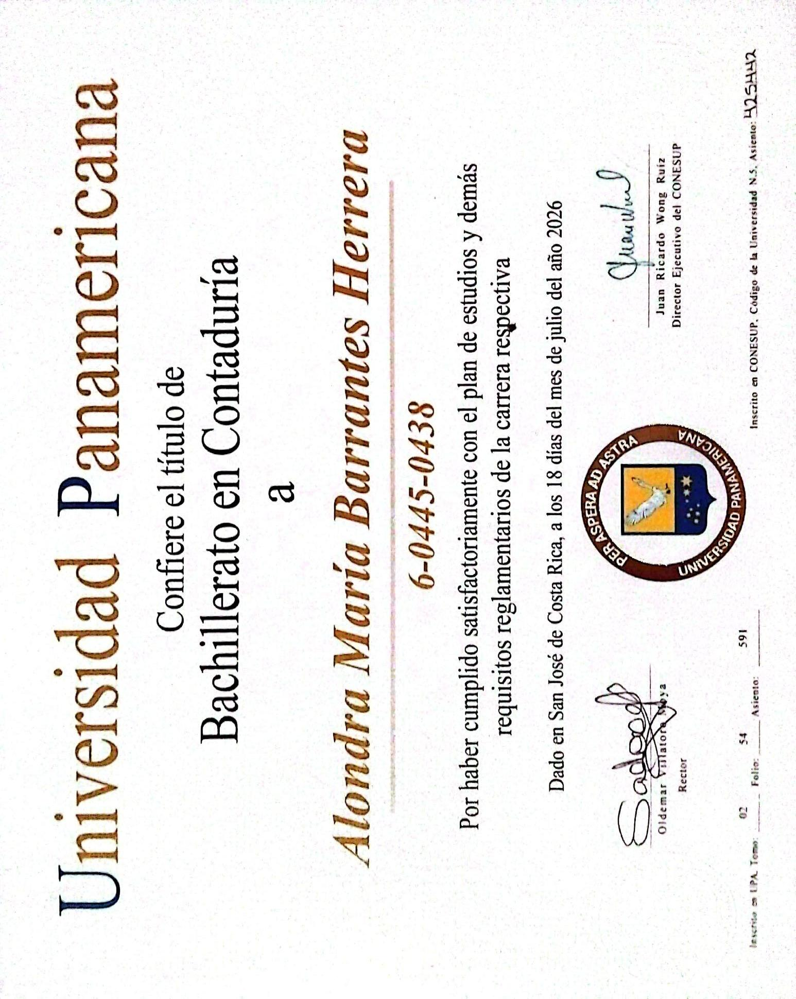 Universidad Panamericana
Confiere el título de
Bachillerato en Contaduría
a
Alondra María Barrantes Herrera
6-0445-0438
Por haber cumplido satisfactoriamente con el plan de estudios y demás
requisitos reglamentarios de la carrera respectiva
Dado en San José de Costa Rica, a los 18 días del mes de julio del año 2026
Oldemar Villatoro Moya
Rector
PER ASPERA AD ASTRA
UNIVERSIDAD PANAMERICANA
Juan Ricardo Wong Ruiz
Director Ejecutivo del CONESUP
Inscrito en UPA. Tomo: 02 Folio: 54 Asiento: 591
Inscrito en CONESUP. Código de la Universidad N.5. Asiento: 425442